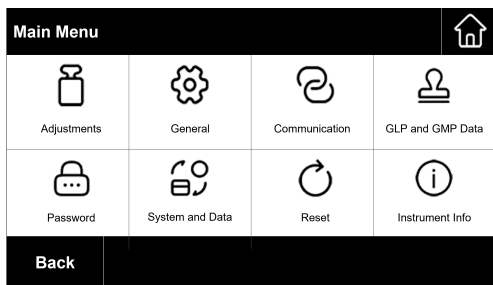 Main Menu
Adjustments
General
Communication
GLP and GMP Data
Password
System and Data
Reset
Instrument Info
Back